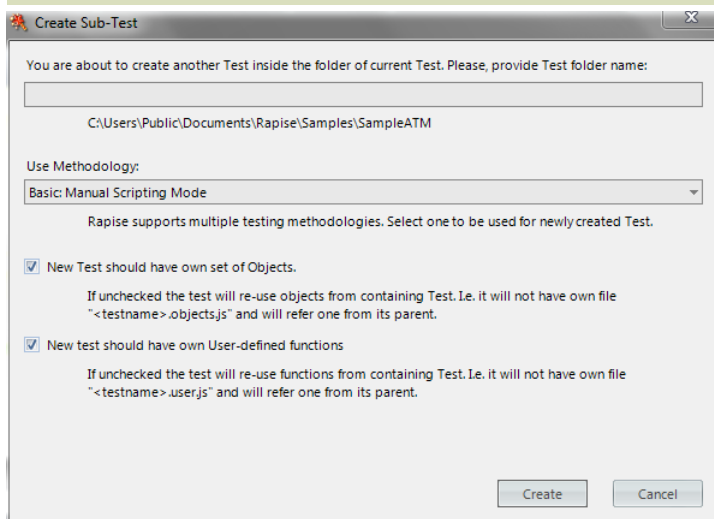 Create Sub-Test
You are about to create another Test inside the folder of current Test. Please, provide Test folder name:
C:\Users\Public\Documents\Rapise\Samples\SampleATM
Use Methodology:
Basic: Manual Scripting Mode
Rapise supports multiple testing methodologies. Select one to be used for newly created Test.
New Test should have own set of Objects.
If unchecked the test will re-use objects from containing Test. I.e. it will not have own file
"<testname>.objects.js" and will refer one from its parent.
New test should have own User-defined functions
If unchecked the test will re-use functions from containing Test. I.e. it will not have own file
"<testname>.user.js" and will refer one from its parent.
Create Cancel